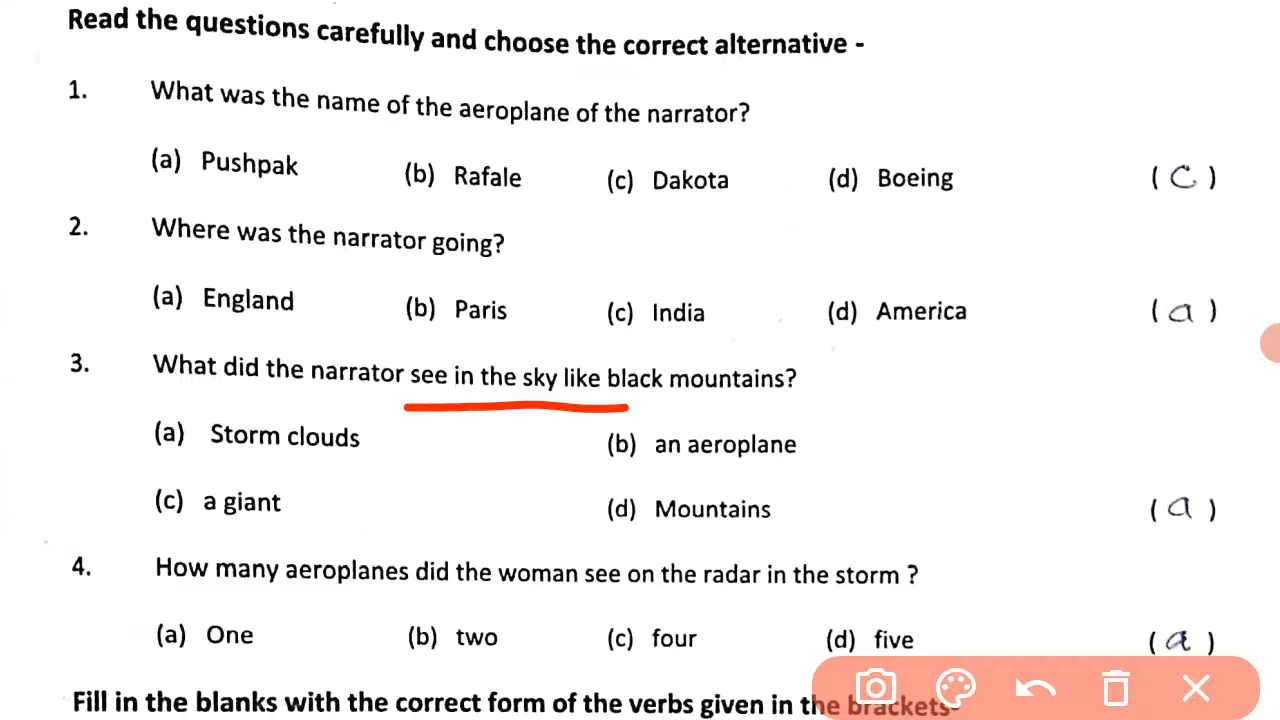 Read the questions carefully and choose the correct alternative -
1. What was the name of the aeroplane of the narrator?
(a) Pushpak (b) Rafale (c) Dakota (d) Boeing ( C )
2. Where was the narrator going?
(a) England (b) Paris (c) India (d) America ( a )
3. What did the narrator see in the sky like black mountains?
(a) Storm clouds (b) an aeroplane
(c) a giant (d) Mountains ( a )
4. How many aeroplanes did the woman see on the radar in the storm ?
(a) One (b) two (c) four (d) five ( a )
Fill in the blanks with the correct form of the verbs given in the brackets-